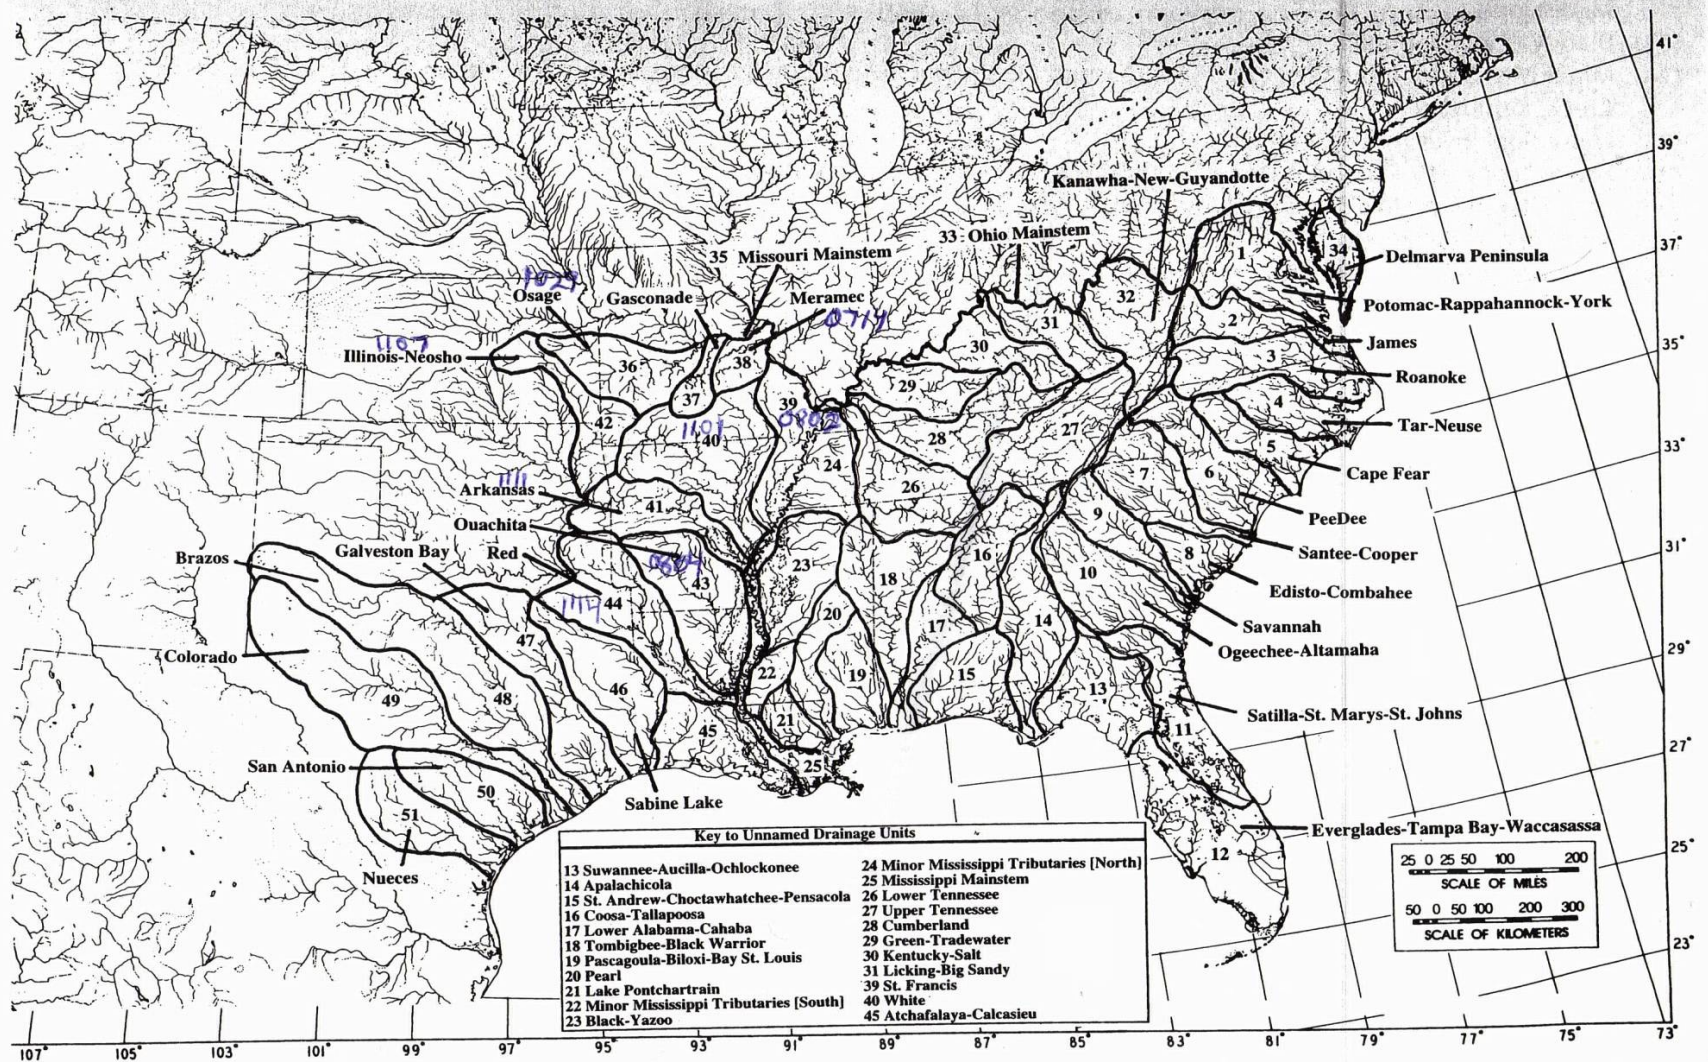 41°
39°
Kanawha-New-Guyandotte
33 Ohio Mainstem
37°
1
34
35 Missouri Mainstem
Delmarva Peninsula
1029
Osage
Gasconade
Meramec
32
Potomac-Rappahannock-York
0714
31
2
James
1107
Illinois-Neosho
35°
30
3
36
38
29
Roanoke
37
39
4
42
0802
27
Tar-Neuse
1101
40
28
5
33°
24
7
6
Cape Fear
1111
Arkansas
26
41
9
PeeDee
Ouachita
Galveston Bay
Red
16
8
Santee-Cooper
31°
Brazos
0804
43
23
18
10
Edisto-Combahee
1114
44
20
17
14
Savannah
47
Ogeechee-Altamaha
Colorado
29°
22
19
15
13
46
49
48
21
Satilla-St. Marys-St. Johns
45
11
27°
San Antonio
25
50
Sabine Lake
51
Everglades-Tampa Bay-Waccasassa
12
25°
Nueces
LAKE M
Key to Unnamed Drainage Units
13 Suwannee-Aucilla-Ochlockonee
14 Apalachicola
15 St. Andrew-Choctawhatchee-Pensacola
16 Coosa-Tallapoosa
17 Lower Alabama-Cahaba
18 Tombigbee-Black Warrior
19 Pascagoula-Biloxi-Bay St. Louis
20 Pearl
21 Lake Pontchartrain
22 Minor Mississippi Tributaries [South]
23 Black-Yazoo
24 Minor Mississippi Tributaries [North]
25 Mississippi Mainstem
26 Lower Tennessee
27 Upper Tennessee
28 Cumberland
29 Green-Tradewater
30 Kentucky-Salt
31 Licking-Big Sandy
39 St. Francis
40 White
45 Atchafalaya-Calcasieu
25 0 25 50 100 200
SCALE OF MILES
50 0 50 100 200 300
SCALE OF KILOMETERS
23°
107° 105° 103° 101° 99° 97° 95° 93° 91° 89° 87° 85° 83° 81° 79° 77° 75° 73°